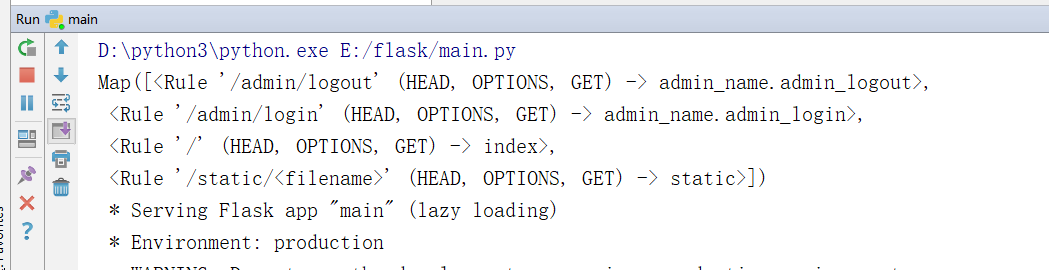 Run main
D:\python3\python.exe E:/flask/main.py
Map([<Rule '/admin/logout' (HEAD, OPTIONS, GET) -> admin_name.admin_logout>,
<Rule '/admin/login' (HEAD, OPTIONS, GET) -> admin_name.admin_login>,
<Rule '/' (HEAD, OPTIONS, GET) -> index>,
<Rule '/static/<filename>' (HEAD, OPTIONS, GET) -> static>])
* Serving Flask app "main" (lazy loading)
* Environment: production